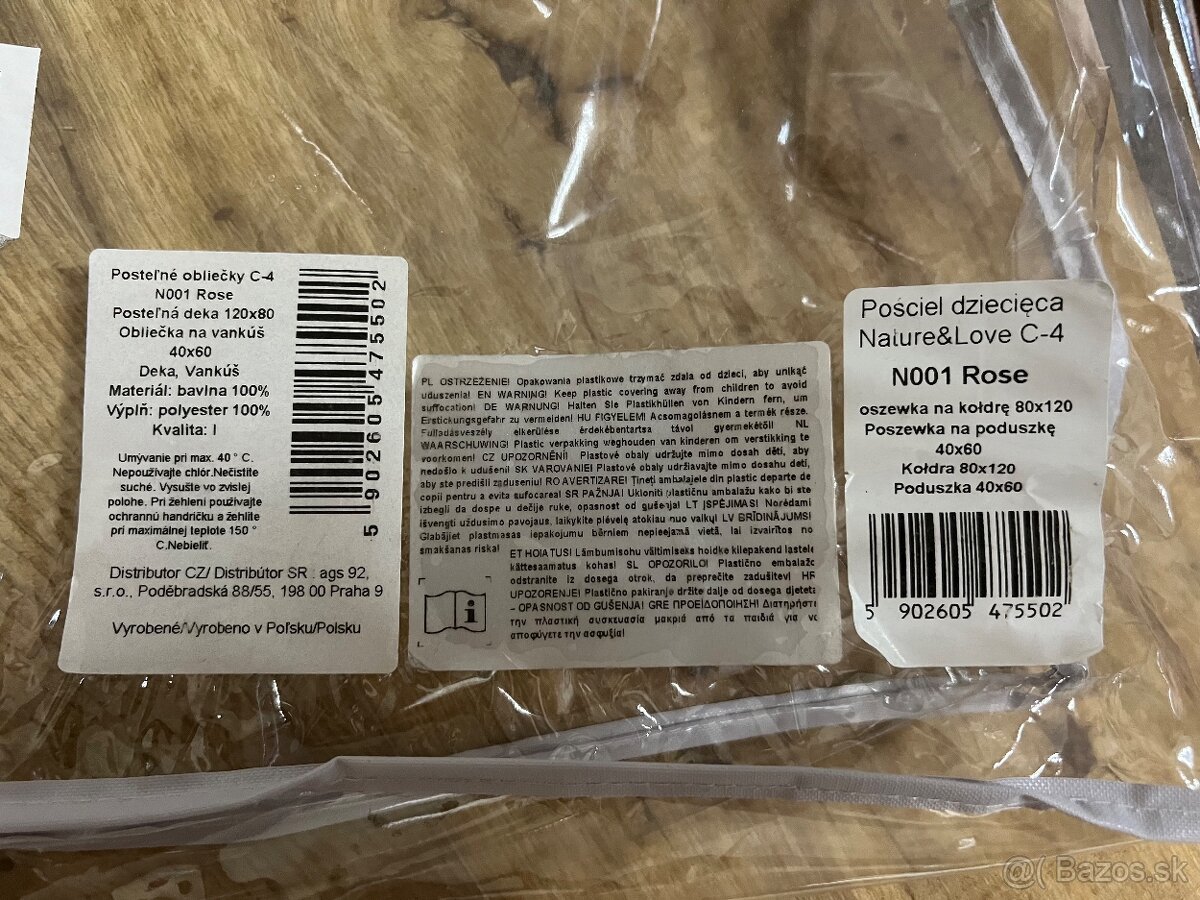 Posteľné obliečky C-4
N001 Rose
Posteľná deka 120x80
Obliečka na vankúš
40x60
Deka, Vankúš
Materiál: bavlna 100%
Výplň: polyester 100%
Kvalita: I
Umývanie pri max. 40 ° C.
Nepoužívajte chlór.Nečistite
suché. Vysušte vo zvislej
polohe. Pri žehlení používajte
ochrannú handričku a žehlite
pri maximálnej teplote 150 °
C.Nebieliť.
5 902605 475502
Distributor CZ/ Distribútor SR : ags 92,
s.r.o., Poděbradská 88/55, 198 00 Praha 9
Vyrobené/Vyrobeno v Poľsku/Polsku
PL OSTRZEŻENIE! Opakowania plastikowe trzymać zdala od dzieci, aby uniknąć
uduszenia! EN WARNING! Keep plastic covering away from children to avoid
suffocation! DE WARNUNG! Halten Sie Plastikhüllen von Kindern fern, um
Erstickungsgefahr zu vermeiden! HU FIGYELEM! Acsomagolásnem a termék része.
Fulladásveszély elkerülése érdekébentartsa távol gyermekétől! NL
WAARSCHUWING! Plastic verpakking weghouden van kinderen om verstikking te
voorkomen! CZ UPOZORNĚNÍ! Plastové obaly udržujte mimo dosah dětí, aby
nedošlo k udušení! SK VAROVANIE! Plastové obaly udržiavajte mimo dosahu detí,
aby ste predišli zaduseniu! RO AVERTIZARE! Țineți ambalajele din plastic departe de
copii pentru a evita sufocarea! SR PAŽNJA! Ukloniti plastičnu ambalažu kako bi ste
izbegli da dospe u dečije ruke, opasnost od gušenja! LT ĮSPĖJIMAS! Norėdami
išvengti uždusimo pavojaus, laikykite plėvelę atokiau nuo vaikų! LV BRĪDINĀJUMS!
Glabājiet plastmasas iepakojumu bērniem nepieejamā vietā, lai izvairītos no
smakšanas riska!
ET HOIATUS! Lämbumisohu vältimiseks hoidke kilepakend lastele
kättesaamatus kohas! SL OPOZORILO! Plastično embalažo
odstranite iz dosega otrok, da preprečite zadušitev! HR
UPOZORENJE! Plastično pakiranje držite dalje od dosega djeteta
- OPASNOST OD GUŠENJA! GRE ΠΡΟΕΙΔΟΠΟΙΗΣΗ! Διατηρήστε
την πλαστική συσκευασία μακριά από τα παιδιά για να
αποφύγετε την ασφυξία!
Pościel dziecięca
Nature&Love C-4
N001 Rose
oszewka na kołdrę 80x120
Poszewka na poduszkę
40x60
Kołdra 80x120
Poduszka 40x60
5 902605 475502
@( Bazos.sk